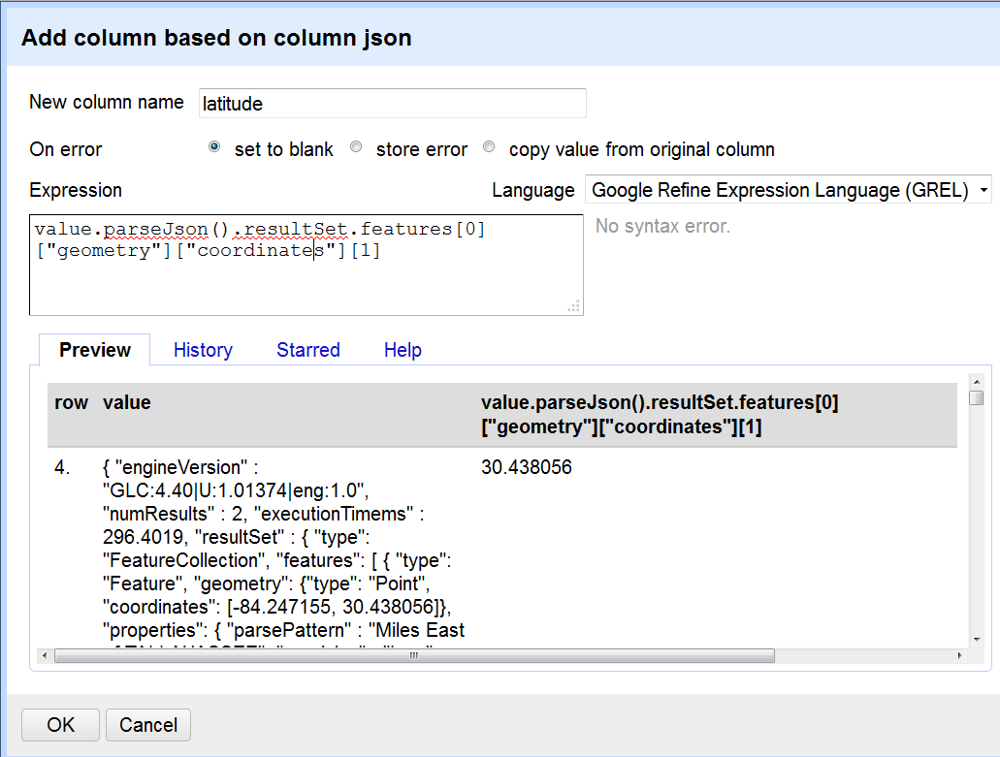 Add column based on column json
New column name latitude
On error set to blank store error copy value from original column
Expression Language Google Refine Expression Language (GREL)
value.parseJson().resultSet.features[0]
["geometry"]["coordinates"][1]
No syntax error.
Preview History Starred Help
row value value.parseJson().resultSet.features[0]
["geometry"]["coordinates"][1]
4. { "engineVersion" : 30.438056
"GLC:4.40|U:1.01374|eng:1.0",
"numResults" : 2, "executionTimems" :
296.4019, "resultSet" : { "type":
"FeatureCollection", "features": [ { "type":
"Feature", "geometry": {"type": "Point",
"coordinates": [-84.247155, 30.438056]},
"properties": { "parsePattern" : "Miles East
OK Cancel